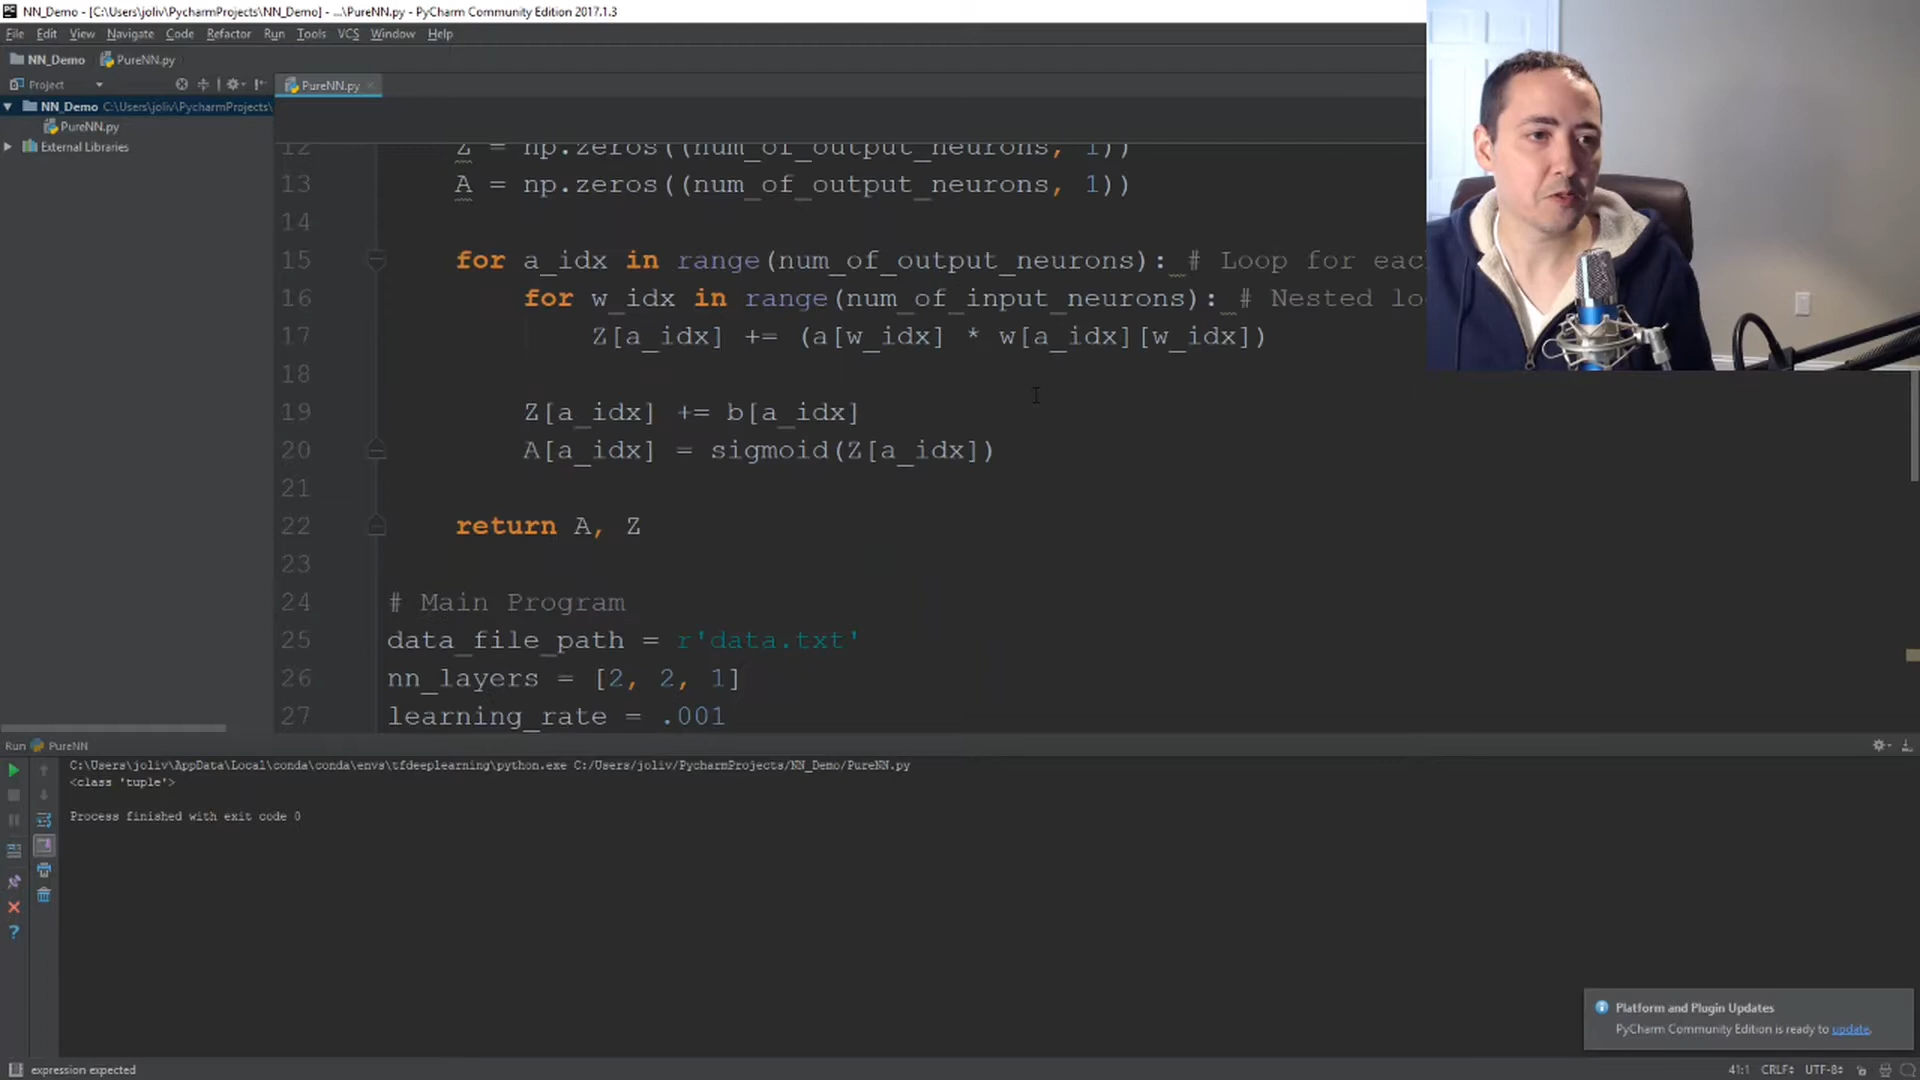 NN_Demo - [C:\Users\joliv\PycharmProjects\NN_Demo] - ...\PureNN.py - PyCharm Community Edition 2017.1.3
File Edit View Navigate Code Refactor Run Tools VCS Window Help
NN_Demo PureNN.py
Project
PureNN.py
NN_Demo C:\Users\joliv\PycharmProjects\
PureNN.py
External Libraries
12 Z = np.zeros((num_of_output_neurons, 1))
13 A = np.zeros((num_of_output_neurons, 1))
14
15 for a_idx in range(num_of_output_neurons): # Loop for eac
16 for w_idx in range(num_of_input_neurons): # Nested lo
17 Z[a_idx] += (a[w_idx] * w[a_idx][w_idx])
18
19 Z[a_idx] += b[a_idx]
20 A[a_idx] = sigmoid(Z[a_idx])
21
22 return A, Z
23
24 # Main Program
25 data_file_path = r'data.txt'
26 nn_layers = [2, 2, 1]
27 learning_rate = .001
Run PureNN
C:\Users\joliv\AppData\Local\conda\conda\envs\tfdeeplearning\python.exe C:/Users/joliv/PycharmProjects/NN_Demo/PureNN.py
<class 'tuple'>
Process finished with exit code 0
Platform and Plugin Updates
PyCharm Community Edition is ready to update.
expression expected
41:1 CRLF UTF-8